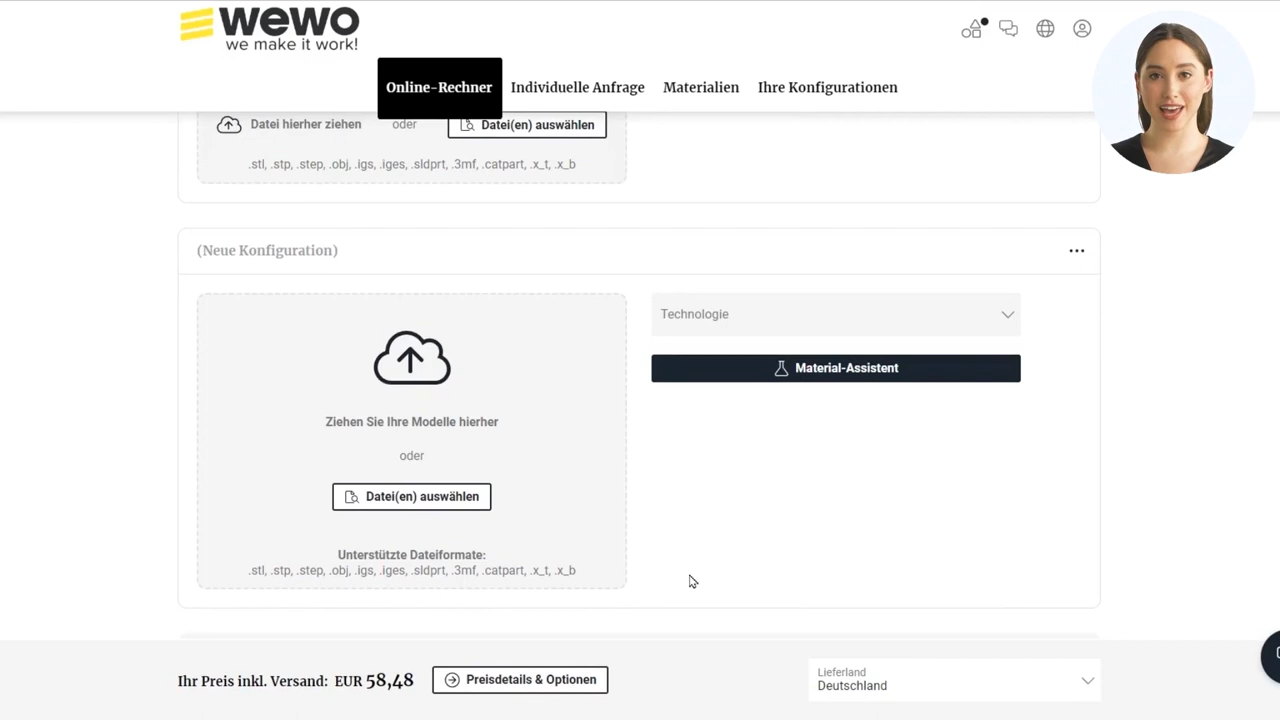 wewo
we make it work!
Online-Rechner
Individuelle Anfrage
Materialien
Ihre Konfigurationen
Datei hierher ziehen
oder
Datei(en) auswählen
.stl, .stp, .step, .obj, .igs, .iges, .sldprt, .3mf, .catpart, .x_t, .x_b
(Neue Konfiguration)
Ziehen Sie Ihre Modelle hierher
oder
Datei(en) auswählen
Unterstützte Dateiformate:
.stl, .stp, .step, .obj, .igs, .iges, .sldprt, .3mf, .catpart, .x_t, .x_b
Technologie
Material-Assistent
Ihr Preis inkl. Versand: EUR 58,48
Preisdetails & Optionen
Lieferland
Deutschland